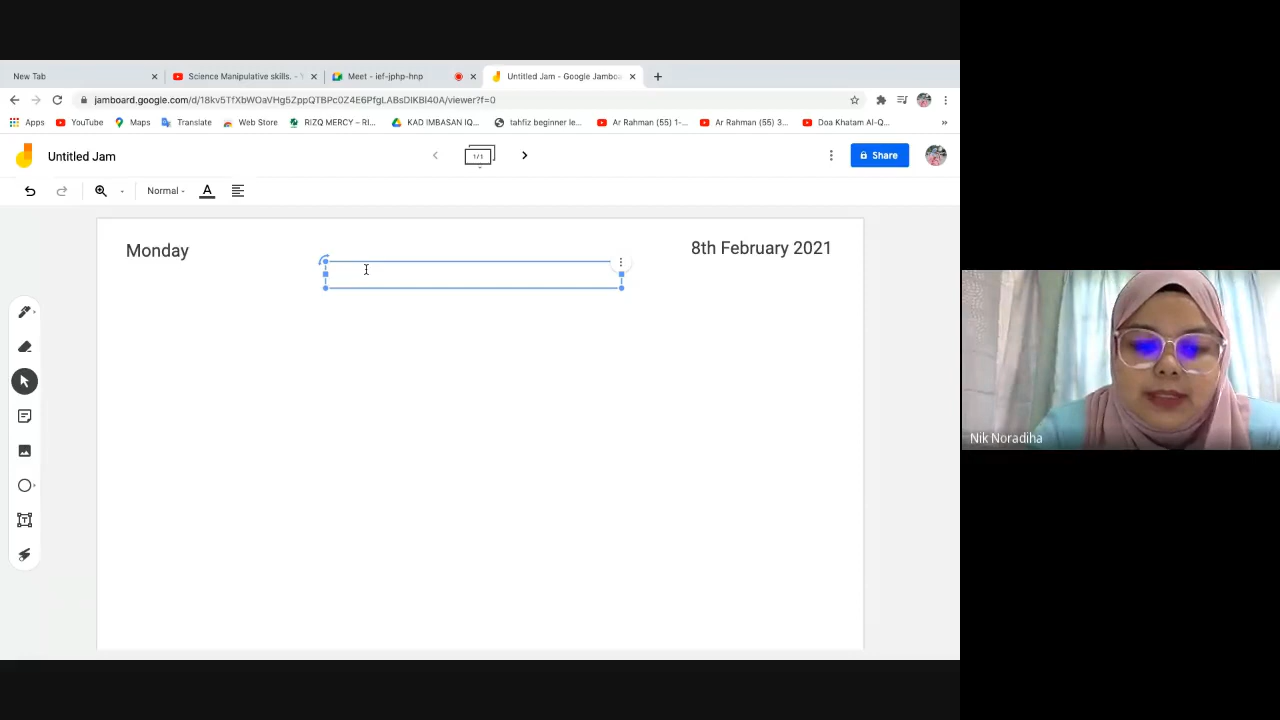 New Tab
Science Manipulative skills. -
Meet - ief-jphp-hnp
Untitled Jam - Google Jamboa
jamboard.google.com/d/18kv5TfXbWOaVHg5ZppQTBPc0Z4E6PfgLABsDIKBl40A/viewer?f=0
Apps YouTube Maps Translate Web Store RIZQ MERCY – RI... KAD IMBASAN IQ... tahfiz beginner le... Ar Rahman (55) 1-... Ar Rahman (55) 3... Doa Khatam Al-Q... »
Untitled Jam
1/1
Share
Normal
Monday
8th February 2021
Nik Noradiha